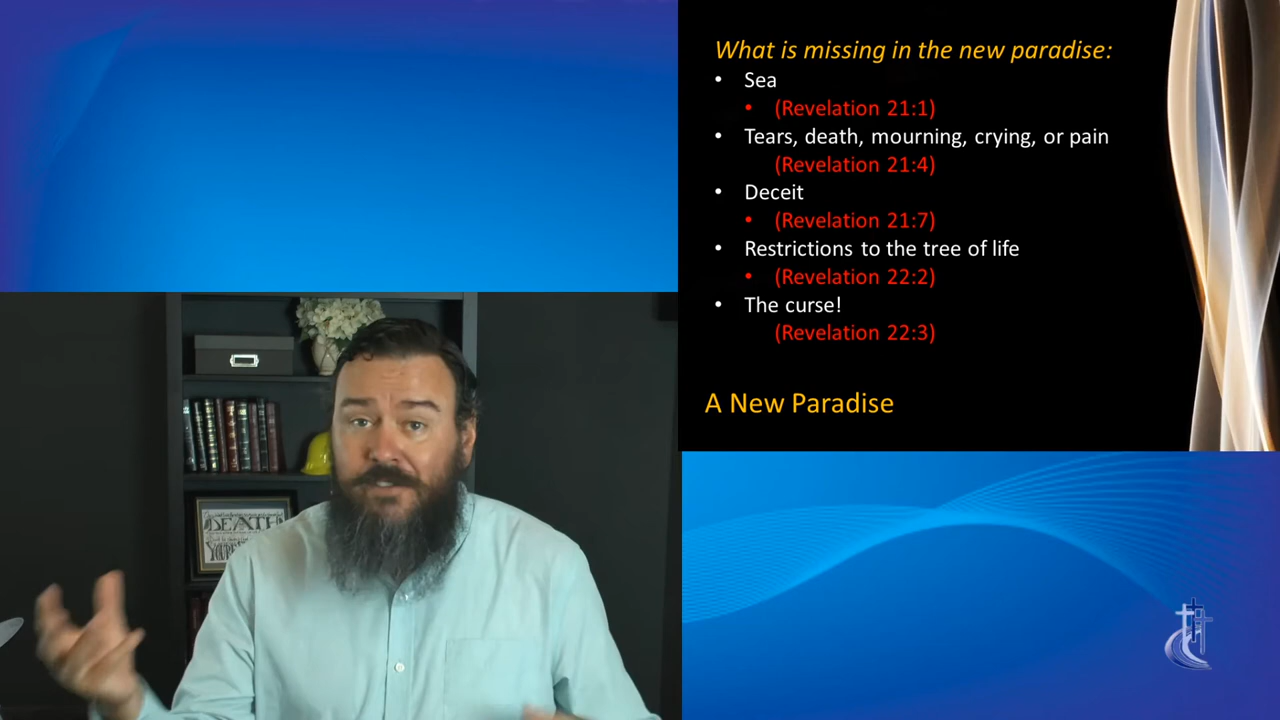 What is missing in the new paradise:
• Sea
• (Revelation 21:1)
• Tears, death, mourning, crying, or pain
(Revelation 21:4)
• Deceit
• (Revelation 21:7)
• Restrictions to the tree of life
• (Revelation 22:2)
• The curse!
(Revelation 22:3)
A New Paradise
DEATH